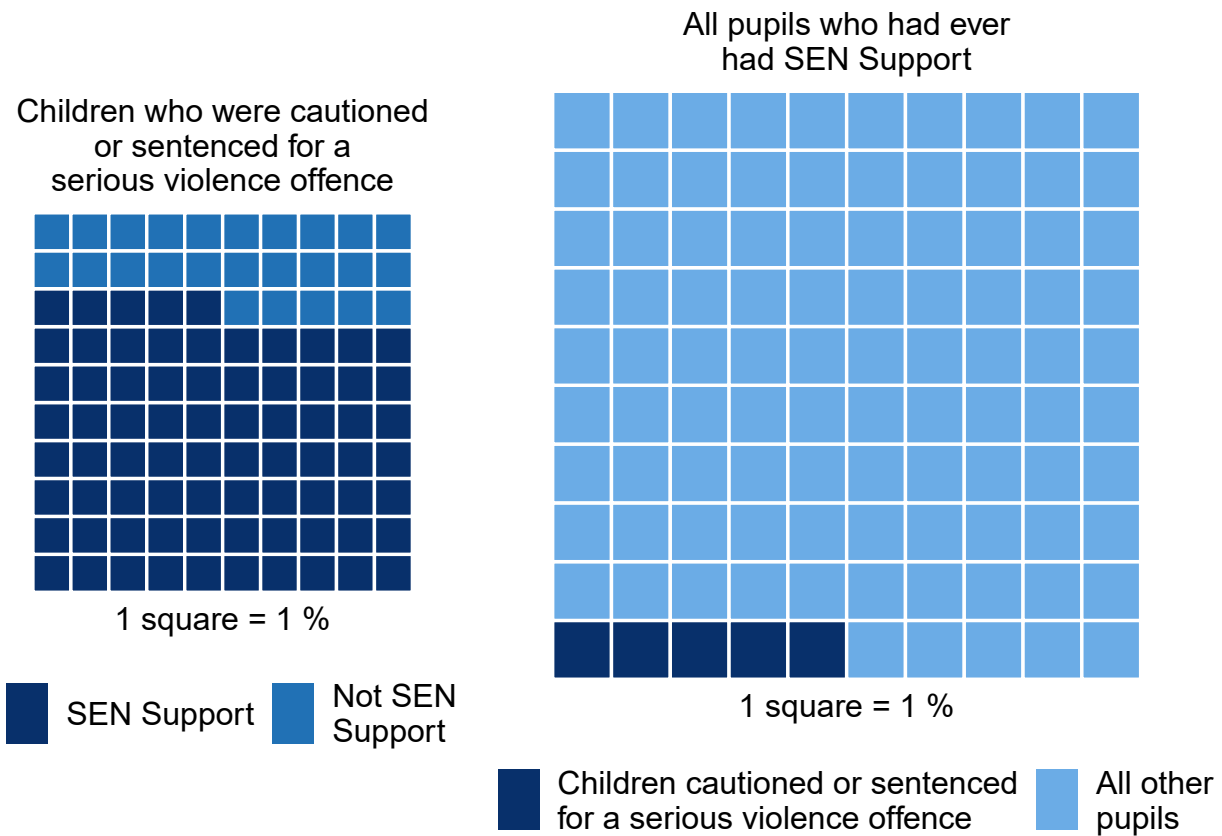 Children who were cautioned
or sentenced for a
serious violence offence
1 square = 1 %
SEN Support
Not SEN
Support
All pupils who had ever
had SEN Support
1 square = 1 %
Children cautioned or sentenced
for a serious violence offence
All other
pupils